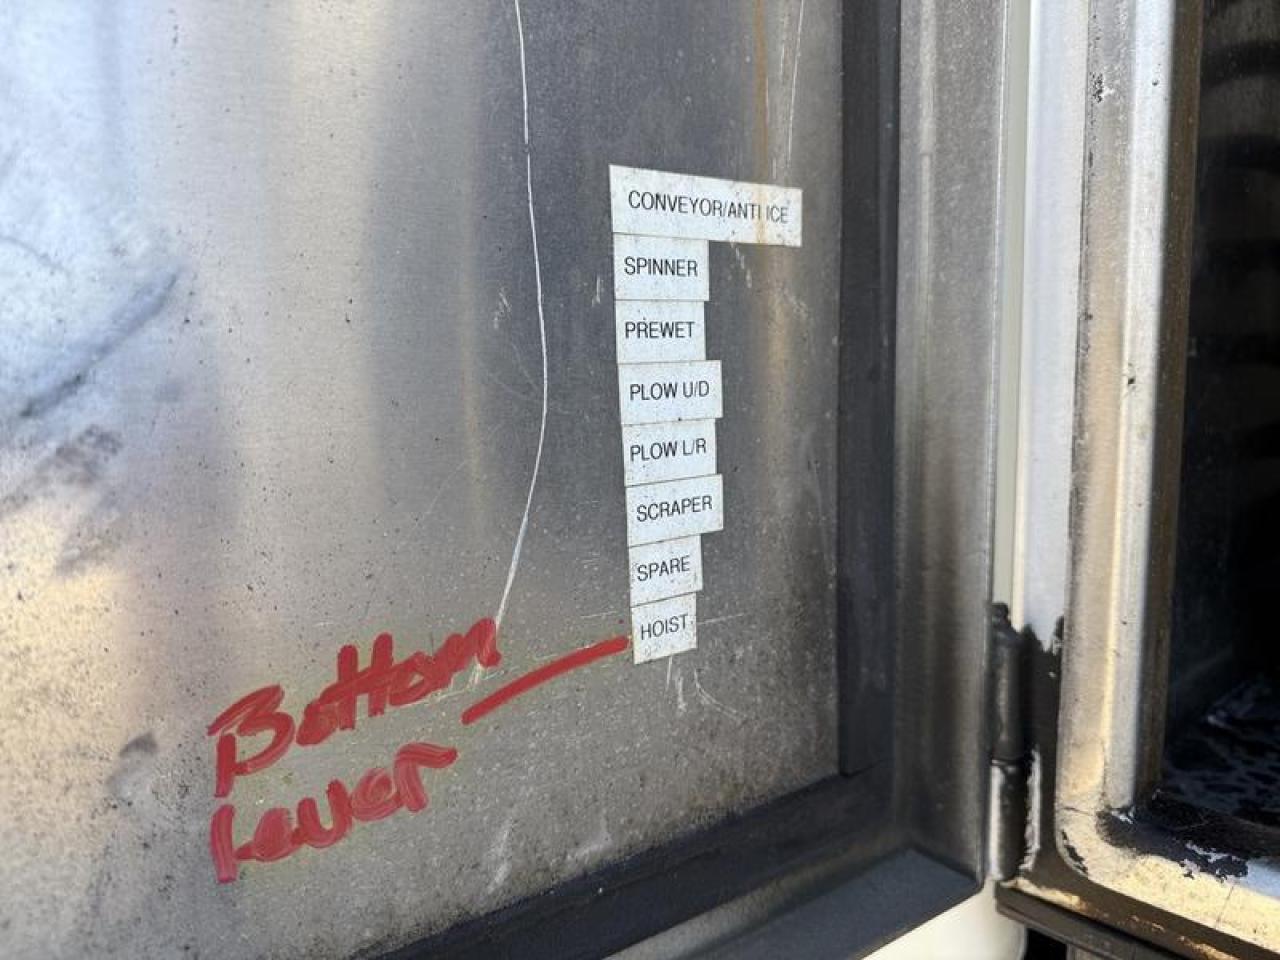 CONVEYOR/ANTI ICE
SPINNER
PREWET
PLOW U/D
PLOW L/R
SCRAPER
SPARE
HOIST
Bottom
Lever